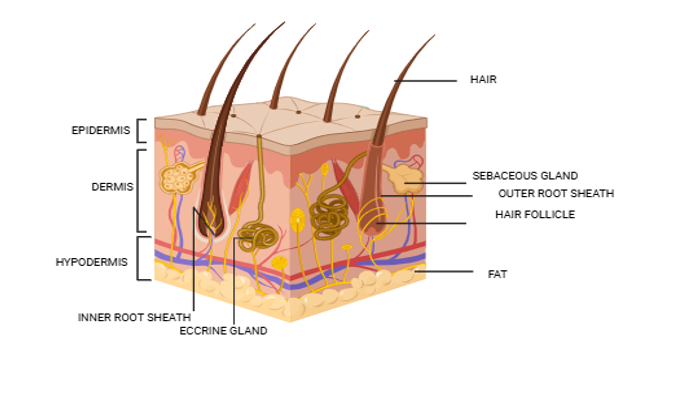 HAIR
EPIDERMIS
SEBACEOUS GLAND
DERMIS
OUTER ROOT SHEATH
HAIR FOLLICLE
HYPODERMIS
FAT
INNER ROOT SHEATH
ECCRINE GLAND